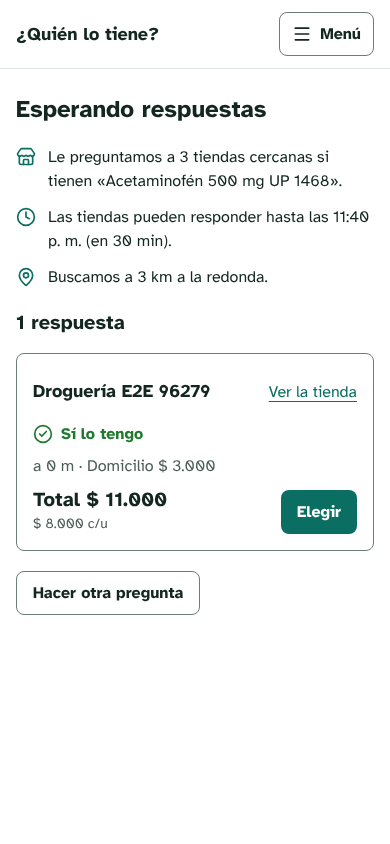 ¿Quién lo tiene?
Menú
Esperando respuestas
Le preguntamos a 3 tiendas cercanas si
tienen «Acetaminofén 500 mg UP 1468».
Las tiendas pueden responder hasta las 11:40
p. m. (en 30 min).
Buscamos a 3 km a la redonda.
1 respuesta
Droguería E2E 96279
Ver la tienda
Sí lo tengo
a 0 m · Domicilio $ 3.000
Total $ 11.000
$ 8.000 c/u
Elegir
Hacer otra pregunta